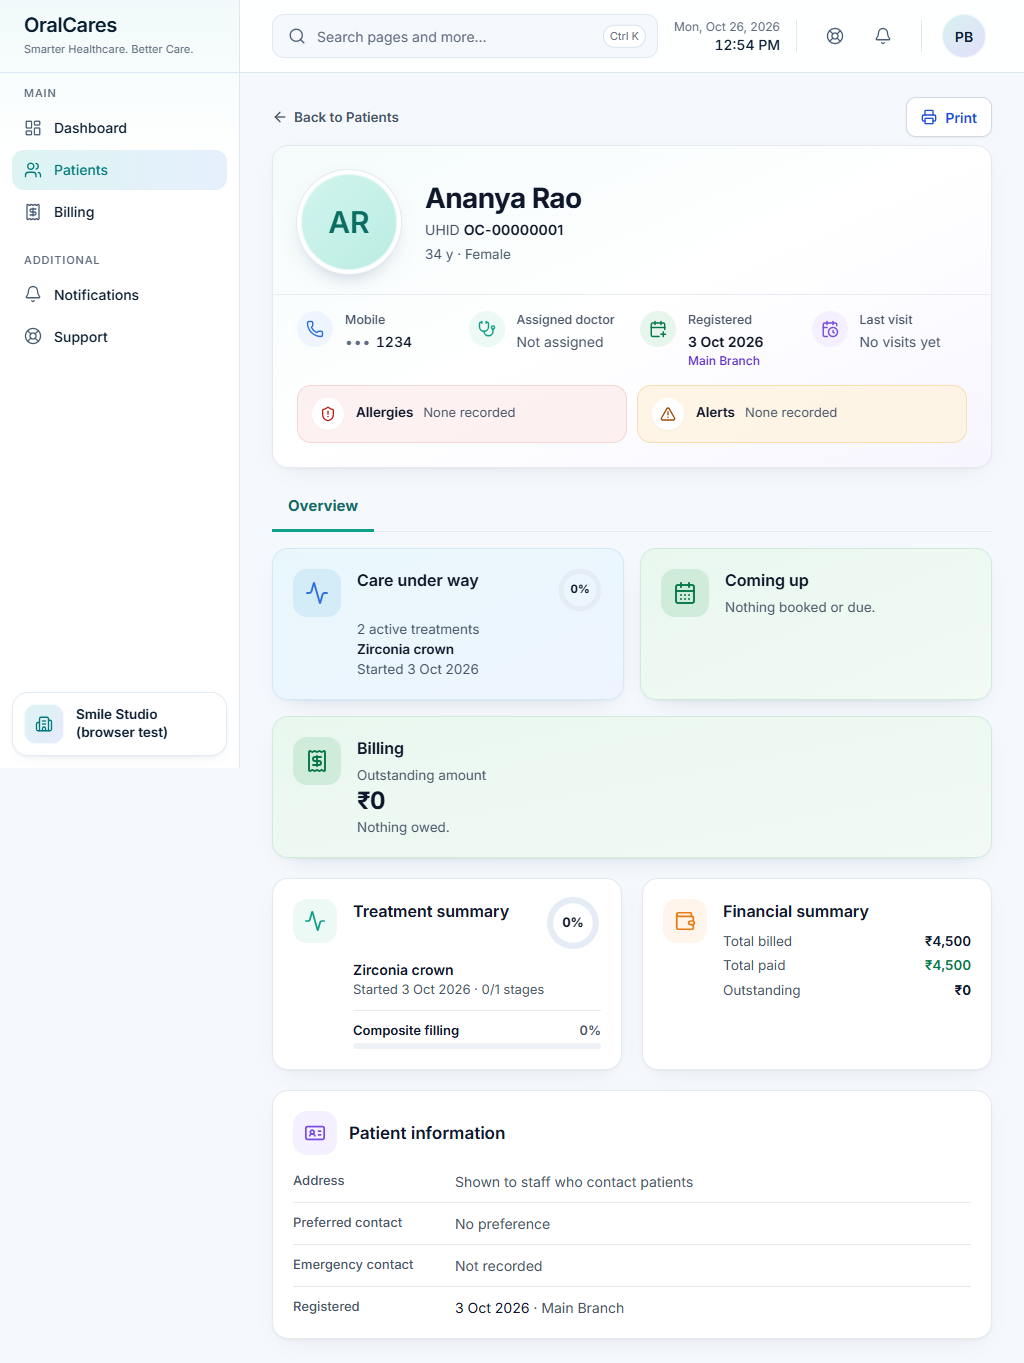 OralCares
Smarter Healthcare. Better Care.
Search pages and more...
Ctrl K
Mon, Oct 26, 2026
12:54 PM
PB
MAIN
Dashboard
Patients
Billing
ADDITIONAL
Notifications
Support
Smile Studio
(browser test)
Back to Patients
Print
AR
Ananya Rao
UHID OC-00000001
34 y · Female
Mobile
••• 1234
Assigned doctor
Not assigned
Registered
3 Oct 2026
Main Branch
Last visit
No visits yet
Allergies None recorded
Alerts None recorded
Overview
Care under way
0%
2 active treatments
Zirconia crown
Started 3 Oct 2026
Coming up
Nothing booked or due.
Billing
Outstanding amount
₹0
Nothing owed.
Treatment summary
0%
Zirconia crown
Started 3 Oct 2026 · 0/1 stages
Composite filling 0%
Financial summary
Total billed ₹4,500
Total paid ₹4,500
Outstanding ₹0
Patient information
Address Shown to staff who contact patients
Preferred contact No preference
Emergency contact Not recorded
Registered 3 Oct 2026 · Main Branch